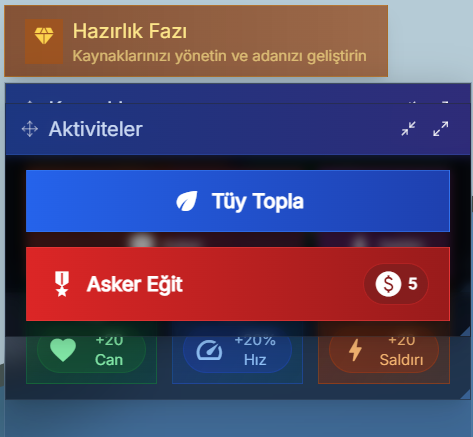 Hazırlık Fazı
Kaynaklarınızı yönetin ve adanızı geliştirin
Aktiviteler
Tüy Topla
Asker Eğit
5
+20
Can
+20%
Hız
+20
Saldırı